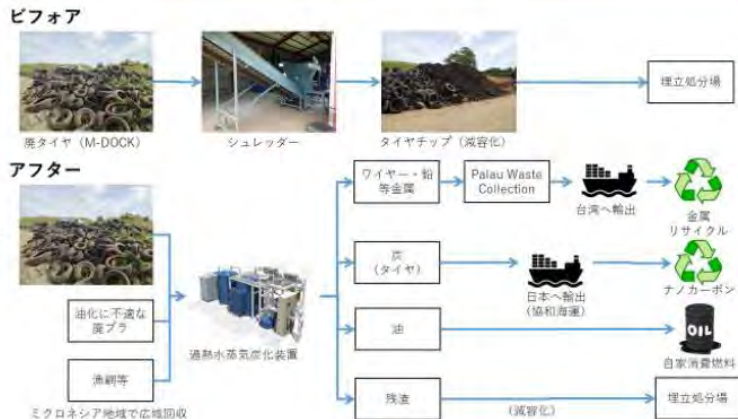 ビフォア
廃タイヤ（M-DOCK）
シュレッダー
タイヤチップ（減容化）
埋立処分場
アフター
油化に不適な
廃プラ
漁網等
ミクロネシア地域で広域回収
過熱水蒸気炭化装置
ワイヤー・鉛
等金属
Palau Waste
Collection
台湾へ輸出
金属
リサイクル
炭
（タイヤ）
日本へ輸出
（協和海運）
ナノカーボン
油
OIL
自家消費燃料
残渣
（減容化）
埋立処分場